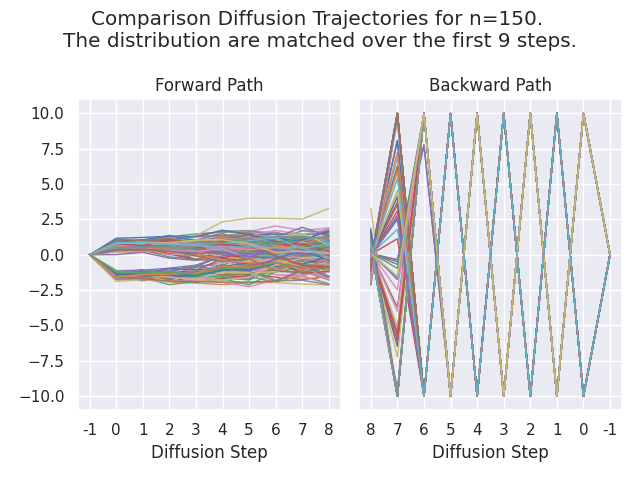 Comparison Diffusion Trajectories for n=150.
The distribution are matched over the first 9 steps.
Forward Path
Backward Path
10.0
7.5
5.0
2.5
0.0
−2.5
−5.0
−7.5
−10.0
-1 0 1 2 3 4 5 6 7 8
8 7 6 5 4 3 2 1 0 -1
Diffusion Step
Diffusion Step